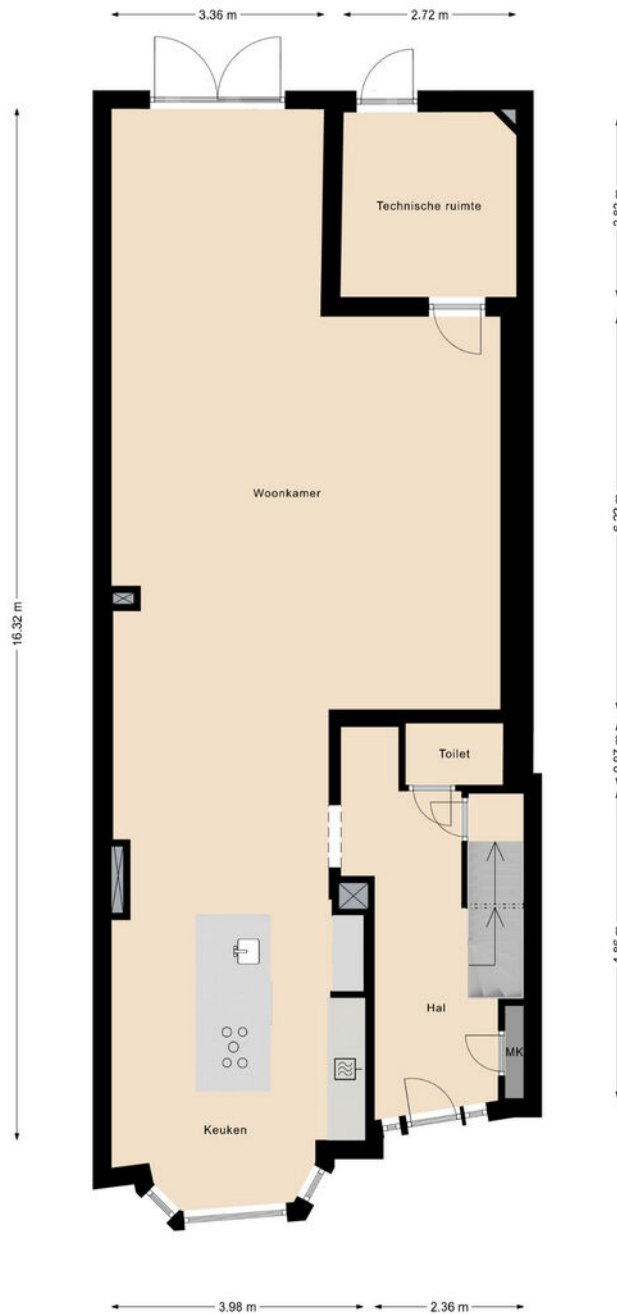 3.36 m
2.72 m
Technische ruimte
Woonkamer
16.32 m
Toilet
Hal
MK
Keuken
3.98 m
2.36 m